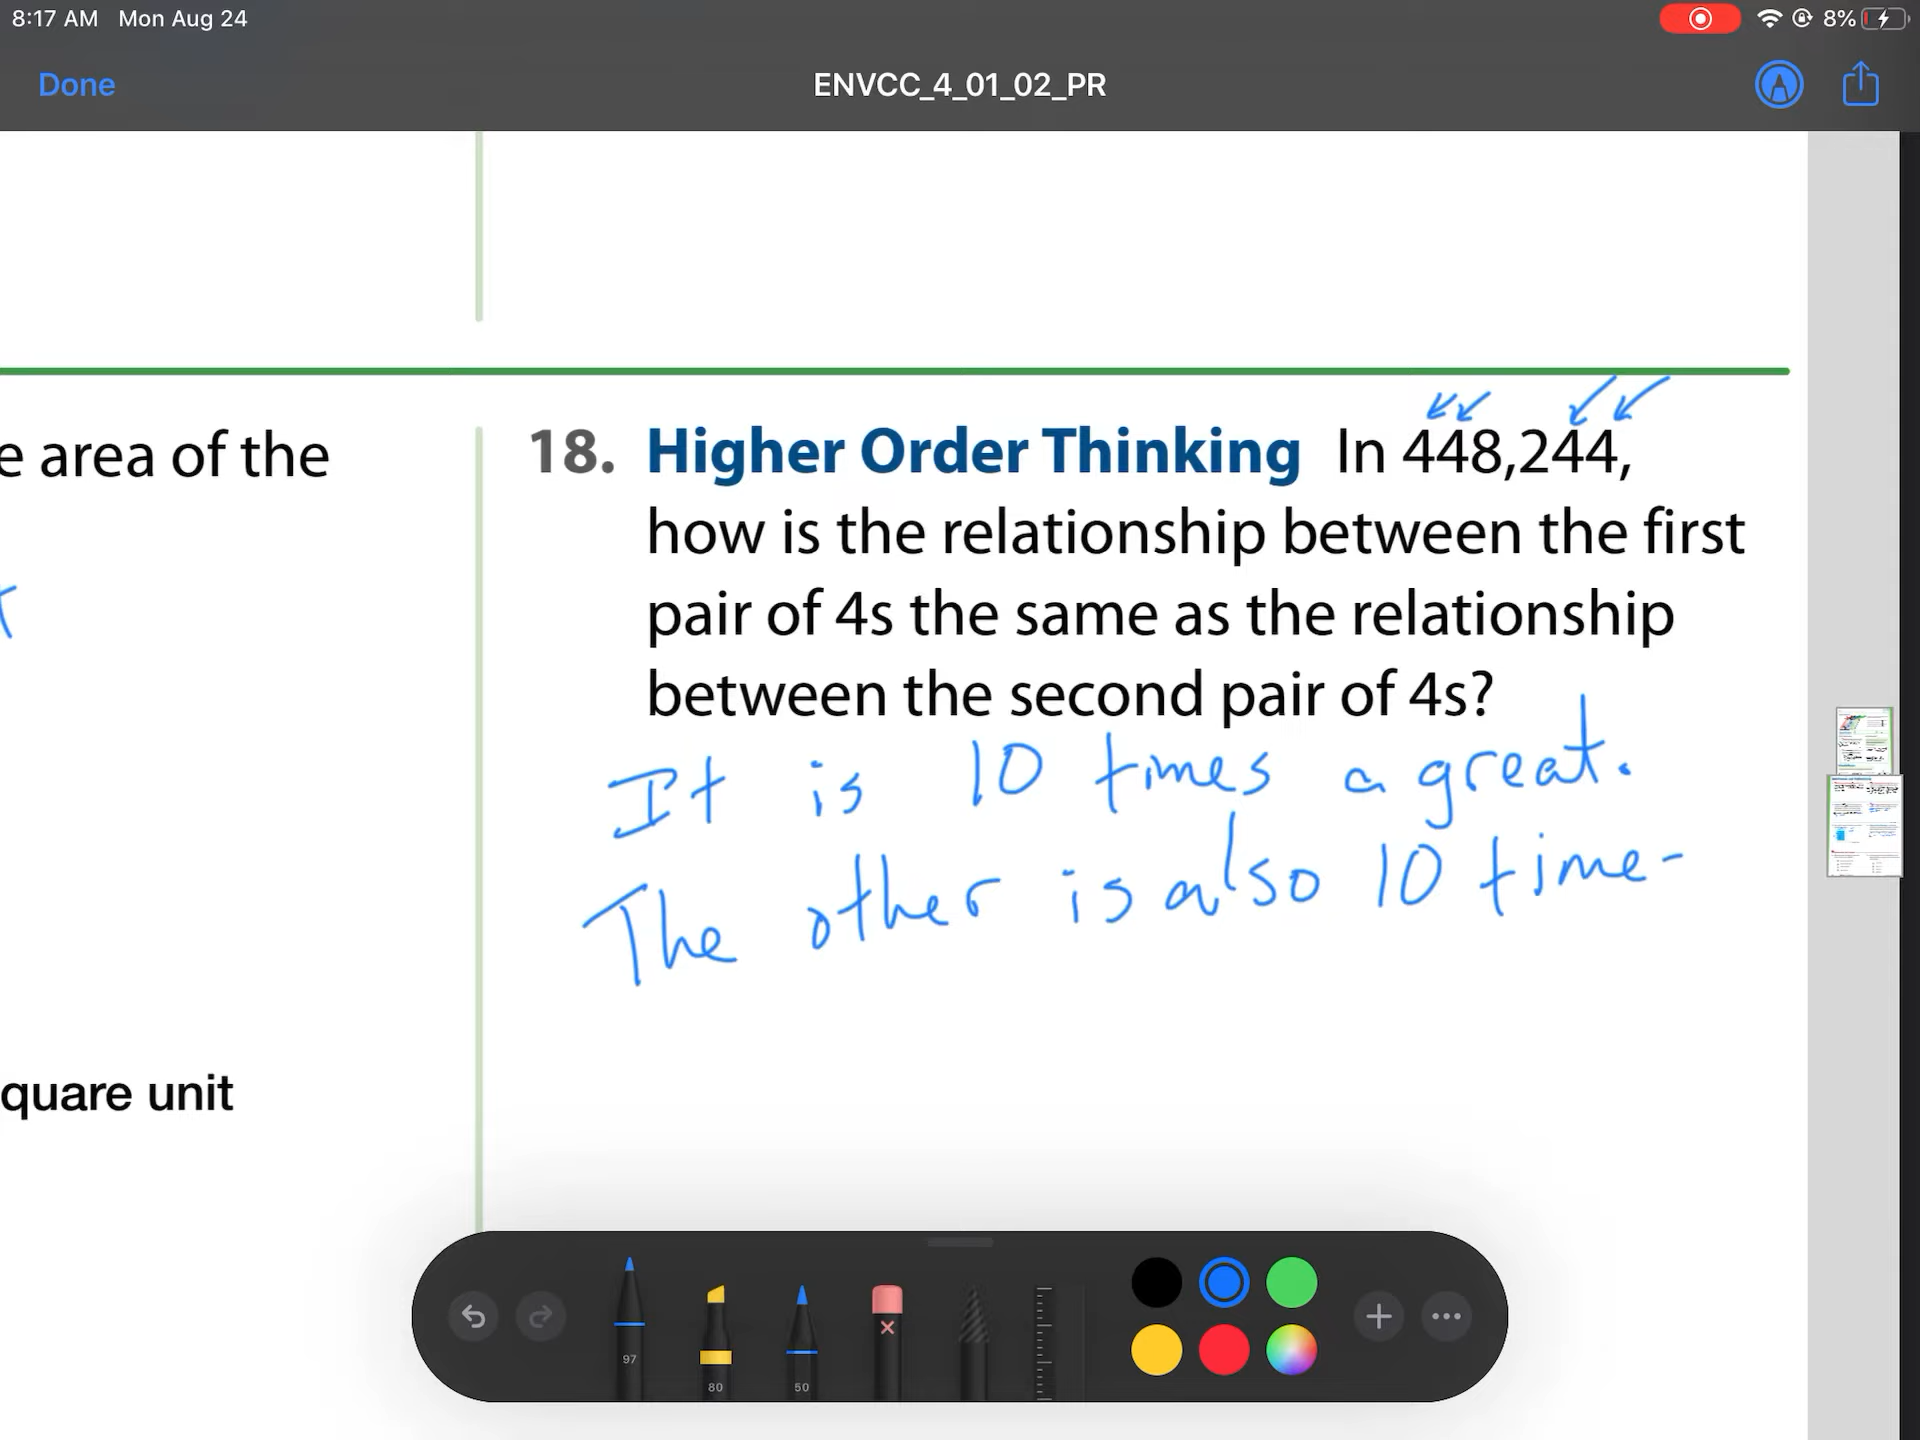 8:17 AM Mon Aug 24
8%
Done
ENVCC_4_01_02_PR
e area of the
18. Higher Order Thinking In 448,244,
how is the relationship between the first
pair of 4s the same as the relationship
between the second pair of 4s?
It is 10 times a great.
The other is also 10 time-
quare unit
97
80
50